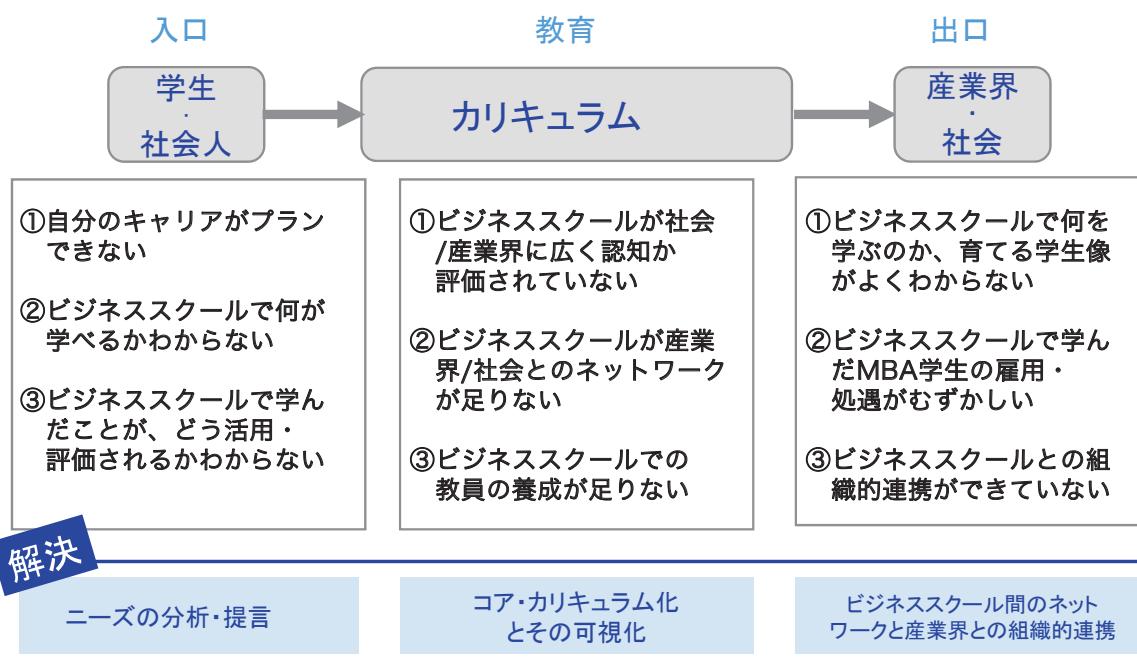 入口
教育
出口
学生
・
社会人
カリキュラム
産業界
・
社会
①自分のキャリアがプラン
できない
②ビジネススクールで何が
学べるかわからない
③ビジネススクールで学ん
だことが、どう活用・
評価されるかわからない
①ビジネススクールが社会
/産業界に広く認知か
評価されていない
②ビジネススクールが産業
界/社会とのネットワーク
が足りない
③ビジネススクールでの
教員の養成が足りない
①ビジネススクールで何を
学ぶのか、育てる学生像
がよくわからない
②ビジネススクールで学ん
だMBA学生の雇用・
処遇がむずかしい
③ビジネススクールとの組
織的連携ができていない
解決
ニーズの分析・提言
コア・カリキュラム化
とその可視化
ビジネススクール間のネット
ワークと産業界との組織的連携